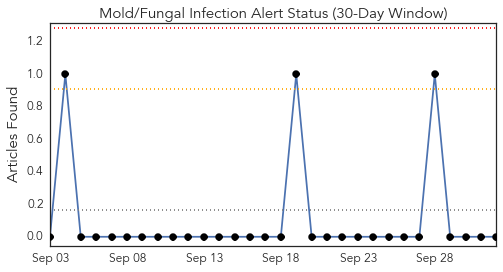 Mold/Fungal Infection Alert Status (30-Day Window)
Articles Found
1.2
1.0
0.8
0.6
0.4
0.2
0.0
Sep 03 Sep 08 Sep 13 Sep 18 Sep 23 Sep 28